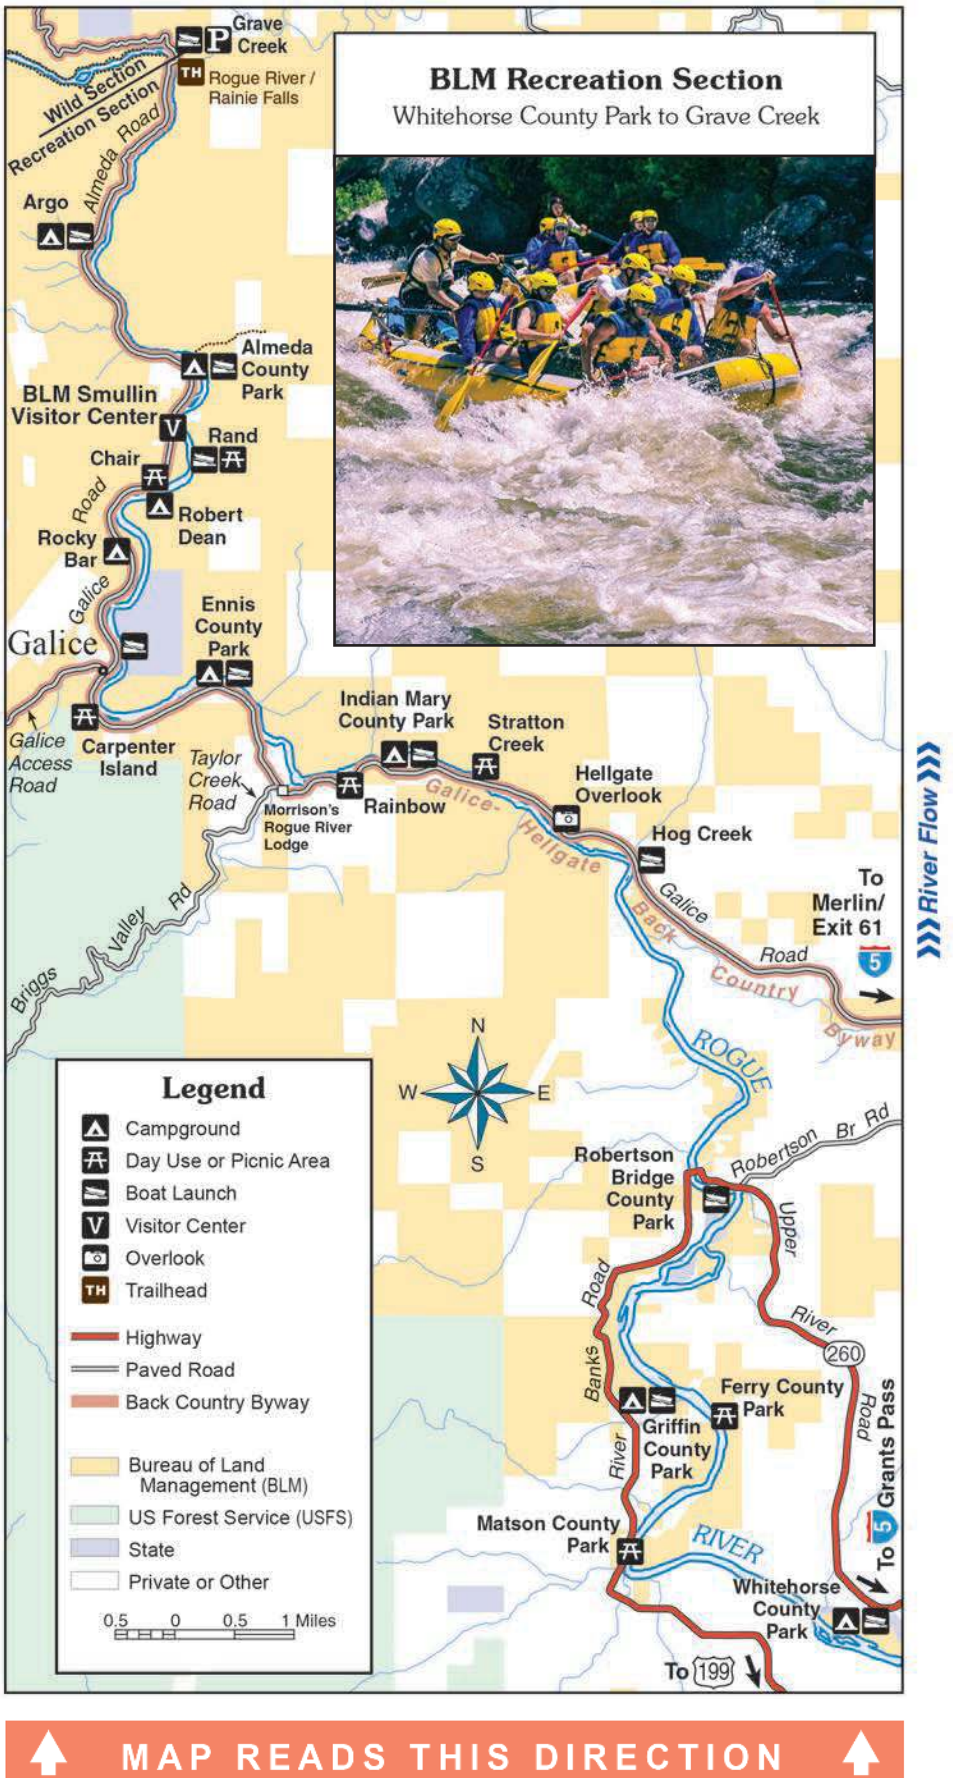 Grave
Creek
P
TH
Rogue River /
Rainie Falls
Wild Section
Recreation Section
Almeda Road
Argo
BLM Recreation Section
Whitehorse County Park to Grave Creek
Almeda
County
Park
BLM Smullin
Visitor Center
V
Rand
Chair
Road
Robert
Dean
Rocky
Bar
Galice
Ennis
County
Park
Galice
Galice
Access
Road
Carpenter
Island
Taylor
Creek
Road
Morrison's
Rogue River
Lodge
Indian Mary
County Park
Stratton
Creek
Rainbow
Galice-
Hellgate
Back
Country
Byway
Hellgate
Overlook
Hog Creek
Galice
Road
To
Merlin/
Exit 61
5
River Flow
Briggs
Valley
Rd
N
W
E
S
ROGUE
Robertson
Bridge
County
Park
Robertson Br Rd
Upper
River
260
Road
Road
Banks
River
Ferry County
Park
Griffin
County
Park
Matson County
Park
RIVER
To 5 Grants Pass
Whitehorse
County
Park
To 199
Legend
Campground
Day Use or Picnic Area
Boat Launch
V
Visitor Center
Overlook
TH
Trailhead
Highway
Paved Road
Back Country Byway
Bureau of Land
Management (BLM)
US Forest Service (USFS)
State
Private or Other
0.5 0 0.5 1 Miles
MAP READS THIS DIRECTION